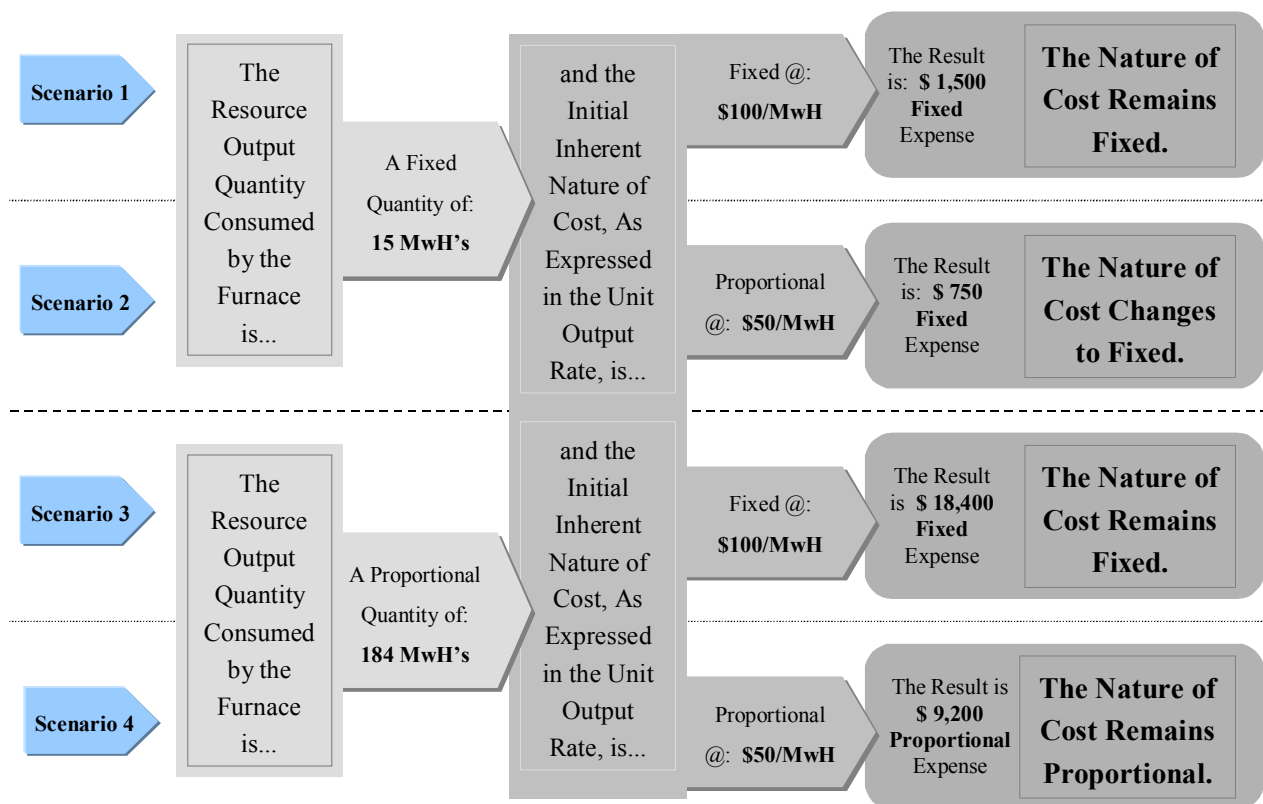 Scenario 1
The
Resource
Output
Quantity
Consumed
by the
Furnace
is...
A Fixed
Quantity of:
15 MwH's
and the
Initial
Inherent
Nature of
Cost, As
Expressed
in the Unit
Output
Rate, is...
Fixed @:
$100/MwH
The Result
is: $ 1,500
Fixed
Expense
The Nature of
Cost Remains
Fixed.
Scenario 2
Proportional
@: $50/MwH
The Result
is: $ 750
Fixed
Expense
The Nature of
Cost Changes
to Fixed.
Scenario 3
The
Resource
Output
Quantity
Consumed
by the
Furnace
is...
A Proportional
Quantity of:
184 MwH's
and the
Initial
Inherent
Nature of
Cost, As
Expressed
in the Unit
Output
Rate, is...
Fixed @:
$100/MwH
The Result
is $ 18,400
Fixed
Expense
The Nature of
Cost Remains
Fixed.
Scenario 4
Proportional
@: $50/MwH
The Result is
$ 9,200
Proportional
Expense
The Nature of
Cost Remains
Proportional.